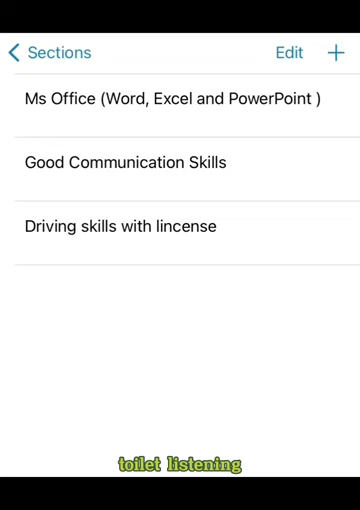 Sections
Edit
Ms Office (Word, Excel and PowerPoint )
Good Communication Skills
Driving skills with lincense
toilet listening